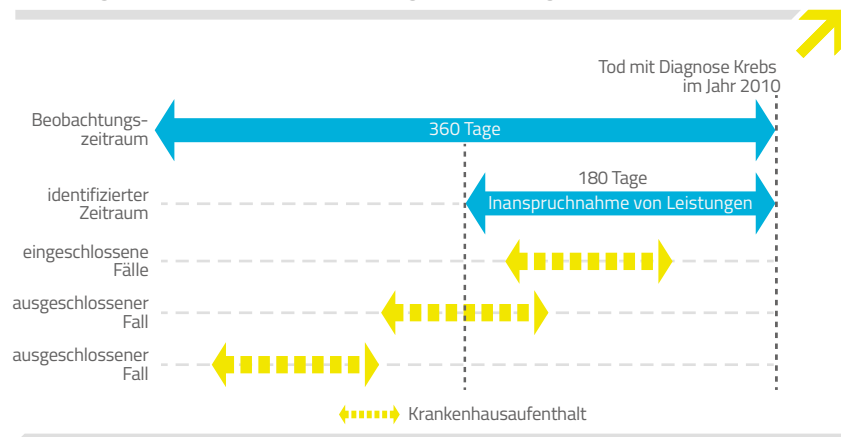 Tod mit Diagnose Krebs
im Jahr 2010
Beobachtungs-
zeitraum
360 Tage
identifizierter
Zeitraum
180 Tage
Inanspruchnahme von Leistungen
eingeschlossene
Fälle
ausgeschlossener
Fall
ausgeschlossener
Fall
Krankenhausaufenthalt